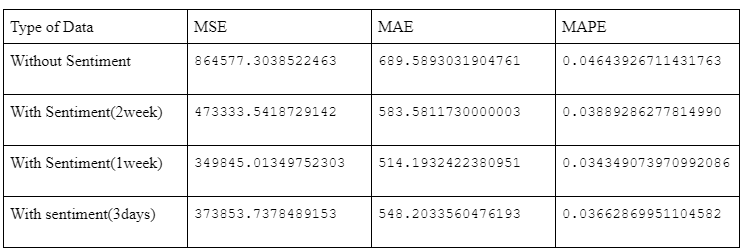 Type of Data MSE MAE MAPE
Without Sentiment 864577.3038522463 689.5893031904761 0.04643926711431763
With Sentiment(2week) 473333.5418729142 583.5811730000003 0.03889286277814990
With Sentiment(1week) 349845.01349752303 514.1932422380951 0.034349073970992086
With sentiment(3days) 373853.7378489153 548.2033560476193 0.03662869951104582